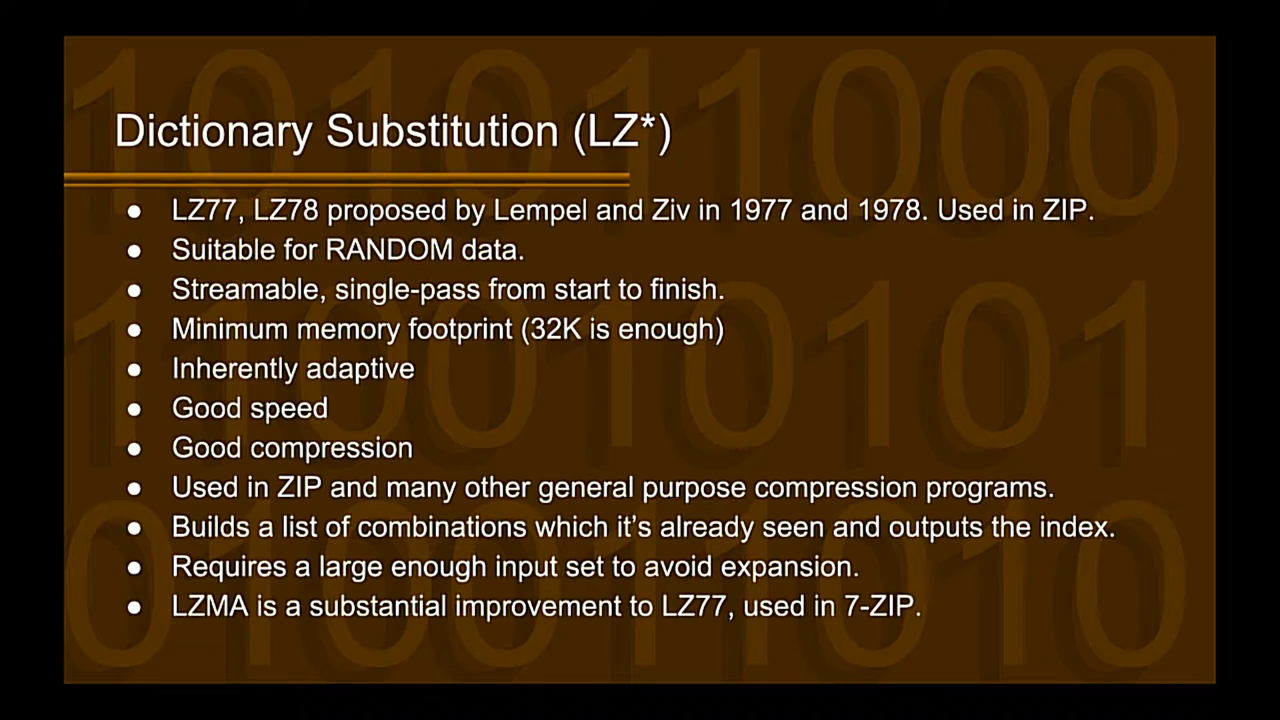 Dictionary Substitution (LZ*)
● LZ77, LZ78 proposed by Lempel and Ziv in 1977 and 1978. Used in ZIP.
● Suitable for RANDOM data.
● Streamable, single-pass from start to finish.
● Minimum memory footprint (32K is enough)
● Inherently adaptive
● Good speed
● Good compression
● Used in ZIP and many other general purpose compression programs.
● Builds a list of combinations which it's already seen and outputs the index.
● Requires a large enough input set to avoid expansion.
● LZMA is a substantial improvement to LZ77, used in 7-ZIP.